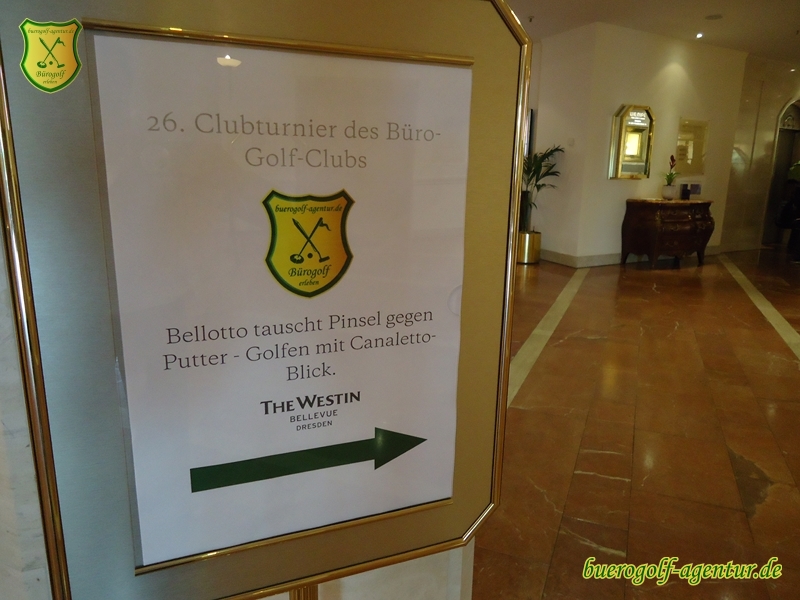 buerogolf-agentur.de
Bürogolf
erleben
26. Clubturnier des Büro-
Golf-Clubs
buerogolf-agentur.de
Bürogolf
erleben
Bellotto tauscht Pinsel gegen
Putter - Golfen mit Canaletto-
Blick.
THE WESTIN
BELLEVUE
DRESDEN
buerogolf-agentur.de